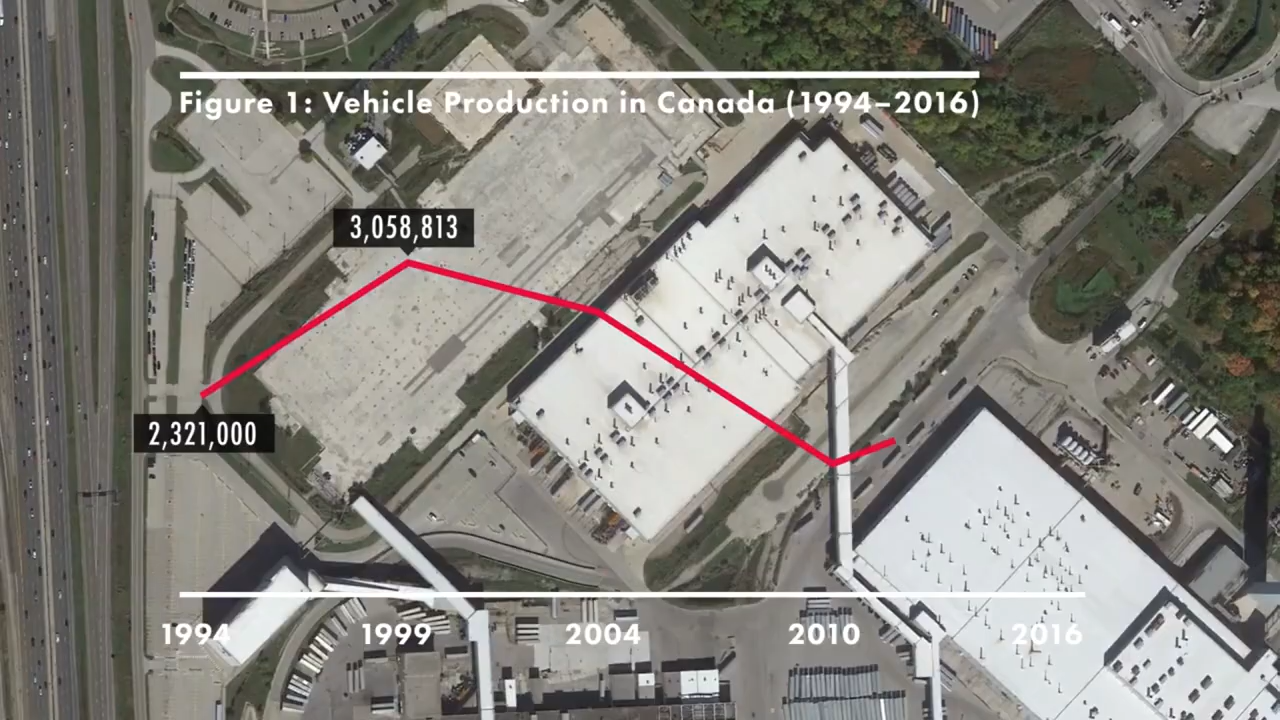 Figure 1: Vehicle Production in Canada (1994–2016)
3,058,813
2,321,000
1994 1999 2004 2010 2016